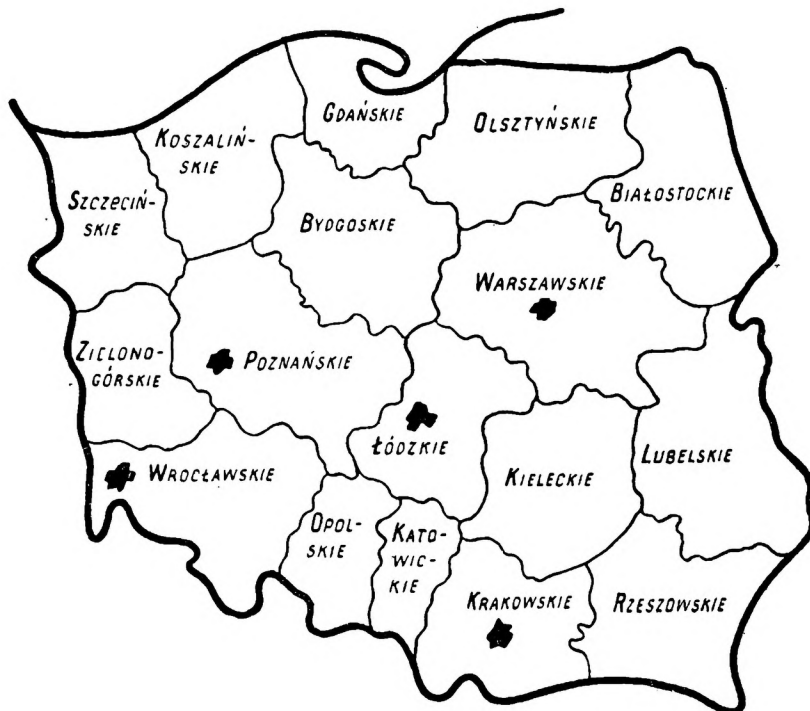 GDAŃSKIE
OLSZTYŃSKIE
KOSZALIŃ-
SKIE
BIAŁOSTOCKIE
SZCZECIŃ-
SKIE
BYDGOSKIE
WARSZAWSKIE
ZIELONO-
GÓRSKIE
POZNAŃSKIE
ŁÓDZKIE
LUBELSKIE
WROCŁAWSKIE
KIELECKIE
OPOL-
SKIE
KATO-
WIC-
KIE
KRAKOWSKIE
RZESZOWSKIE